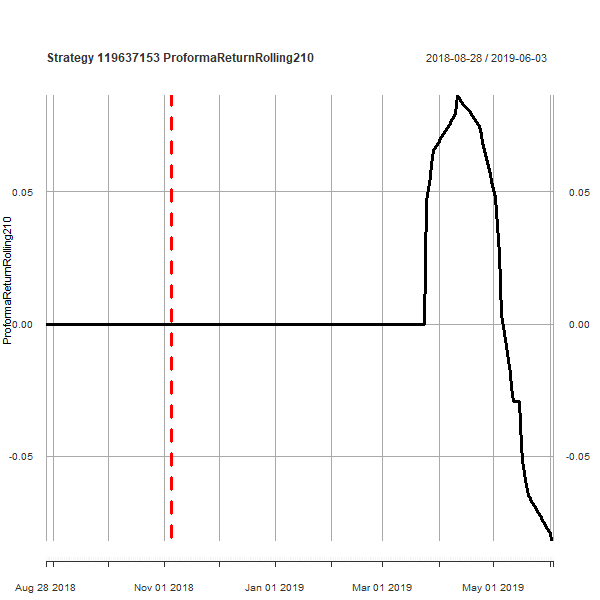 Strategy 119637153 ProformaReturnRolling210
2018-08-28 / 2019-06-03
ProformaReturnRolling210
0.05
0.00
-0.05
0.05
0.00
-0.05
Aug 28 2018
Nov 01 2018
Jan 01 2019
Mar 01 2019
May 01 2019